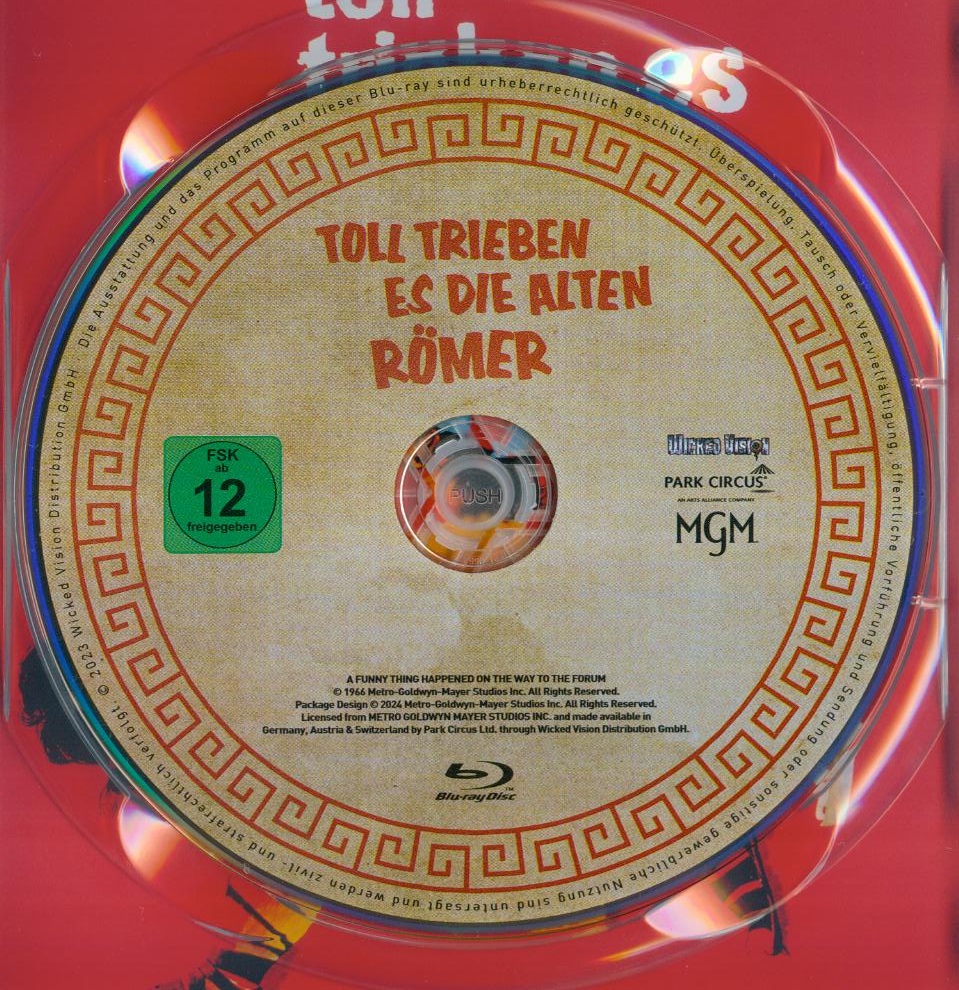 toll
trieben es
TOLL TRIEBEN
ES DIE ALTEN
RÖMER
FSK
ab
12
freigegeben
PUSH
WICKED VISION
PARK CIRCUS
AN ARTS ALLIANCE COMPANY
MGM
A FUNNY THING HAPPENED ON THE WAY TO THE FORUM
© 1966 Metro-Goldwyn-Mayer Studios Inc. All Rights Reserved.
Package Design © 2024 Metro-Goldwyn-Mayer Studios Inc. All Rights Reserved.
Licensed from METRO GOLDWYN MAYER STUDIOS INC. and made available in
Germany, Austria & Switzerland by Park Circus Ltd. through Wicked Vision Distribution GmbH.
Blu-ray Disc™
© 2023 Wicked Vision Distribution GmbH · Die Ausstattung und das Programm auf dieser Blu-ray sind urheberrechtlich geschützt. Überspielung, Tausch oder Vervielfältigung, öffentliche Vorführung und Sendung oder sonstige gewerbliche Nutzung sind untersagt und werden zivil- und strafrechtlich verfolgt.